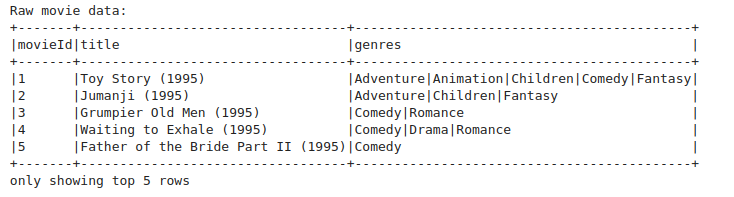 Raw movie data:
+-------+----------------------------------+---------------------------------------------+
|movieId|title                             |genres                                       |
+-------+----------------------------------+---------------------------------------------+
|1      |Toy Story (1995)                  |Adventure|Animation|Children|Comedy|Fantasy|
|2      |Jumanji (1995)                    |Adventure|Children|Fantasy                   |
|3      |Grumpier Old Men (1995)           |Comedy|Romance                               |
|4      |Waiting to Exhale (1995)          |Comedy|Drama|Romance                         |
|5      |Father of the Bride Part II (1995)|Comedy                                       |
+-------+----------------------------------+---------------------------------------------+
only showing top 5 rows